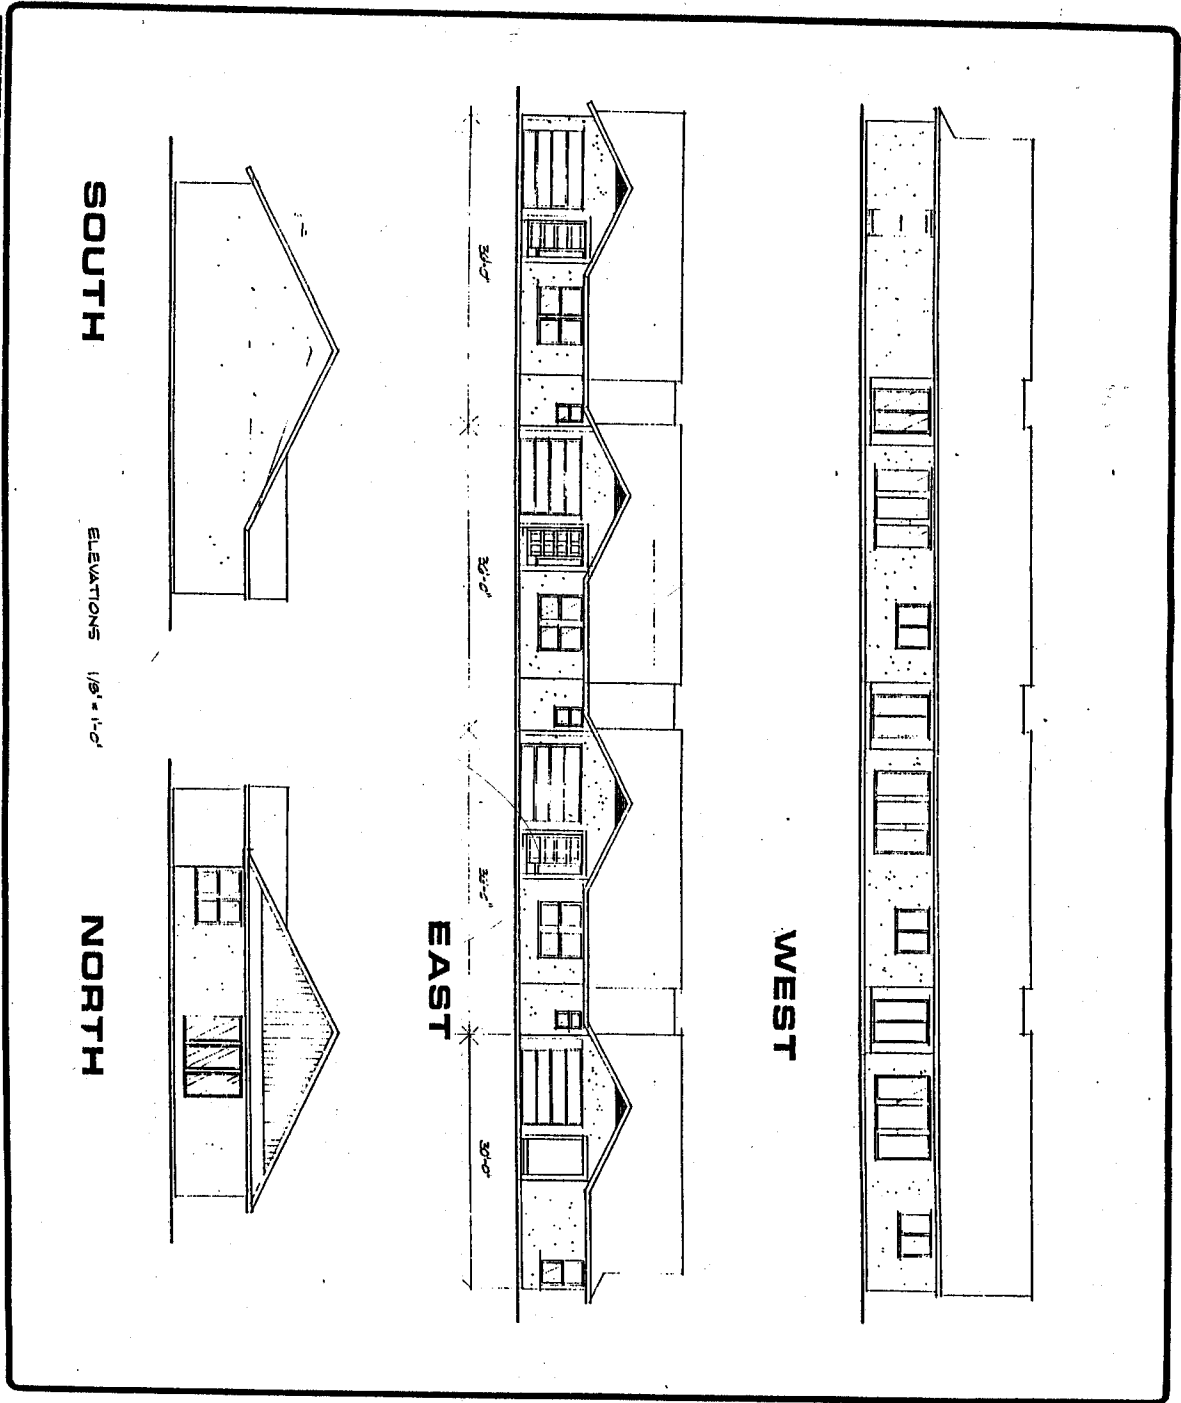 WEST
30'-0"
30'-0"
30'-0"
30'-0"
EAST
SOUTH
NORTH
ELEVATIONS 1/8" = 1'-0"